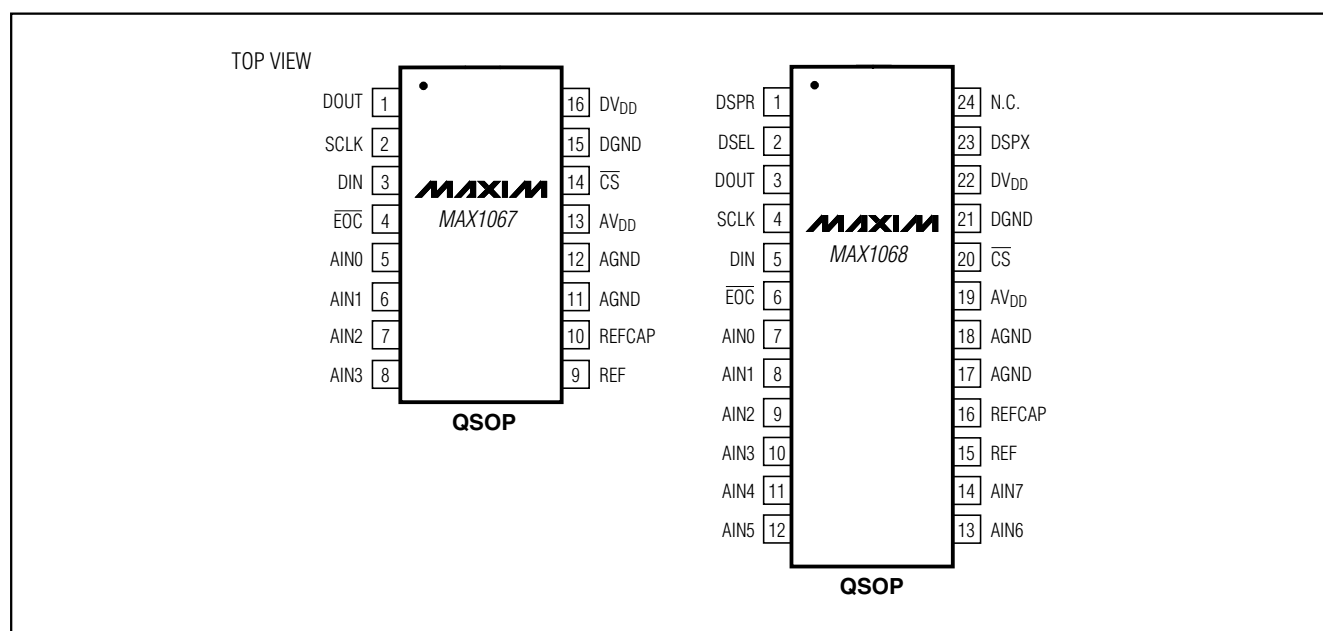 TOP VIEW
DOUT 1 16 DVDD
SCLK 2 15 DGND
DIN 3 14 C̅S̅
E̅O̅C̅ 4 13 AVDD
AIN0 5 12 AGND
AIN1 6 11 AGND
AIN2 7 10 REFCAP
AIN3 8 9 REF
MAXIM
MAX1067
QSOP
DSPR 1 24 N.C.
DSEL 2 23 DSPX
DOUT 3 22 DVDD
SCLK 4 21 DGND
DIN 5 20 C̅S̅
E̅O̅C̅ 6 19 AVDD
AIN0 7 18 AGND
AIN1 8 17 AGND
AIN2 9 16 REFCAP
AIN3 10 15 REF
AIN4 11 14 AIN7
AIN5 12 13 AIN6
MAXIM
MAX1068
QSOP